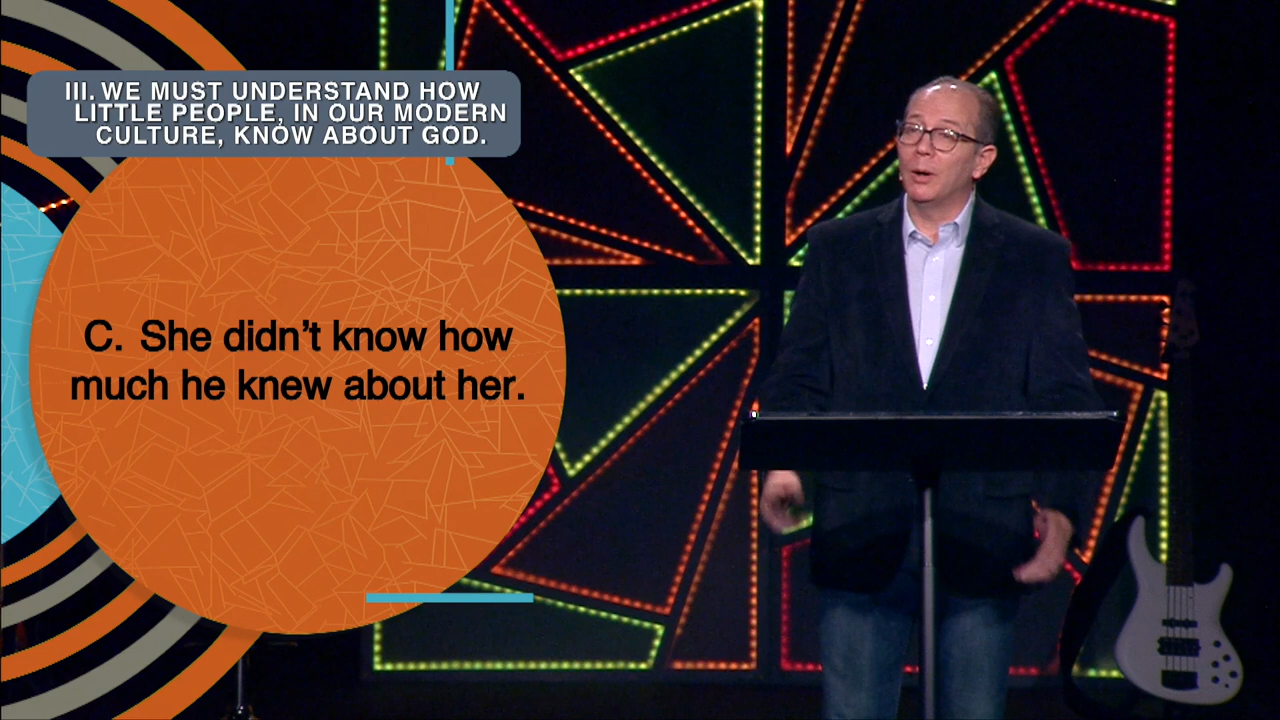 III. WE MUST UNDERSTAND HOW
LITTLE PEOPLE, IN OUR MODERN
CULTURE, KNOW ABOUT GOD.
C. She didn't know how
much he knew about her.